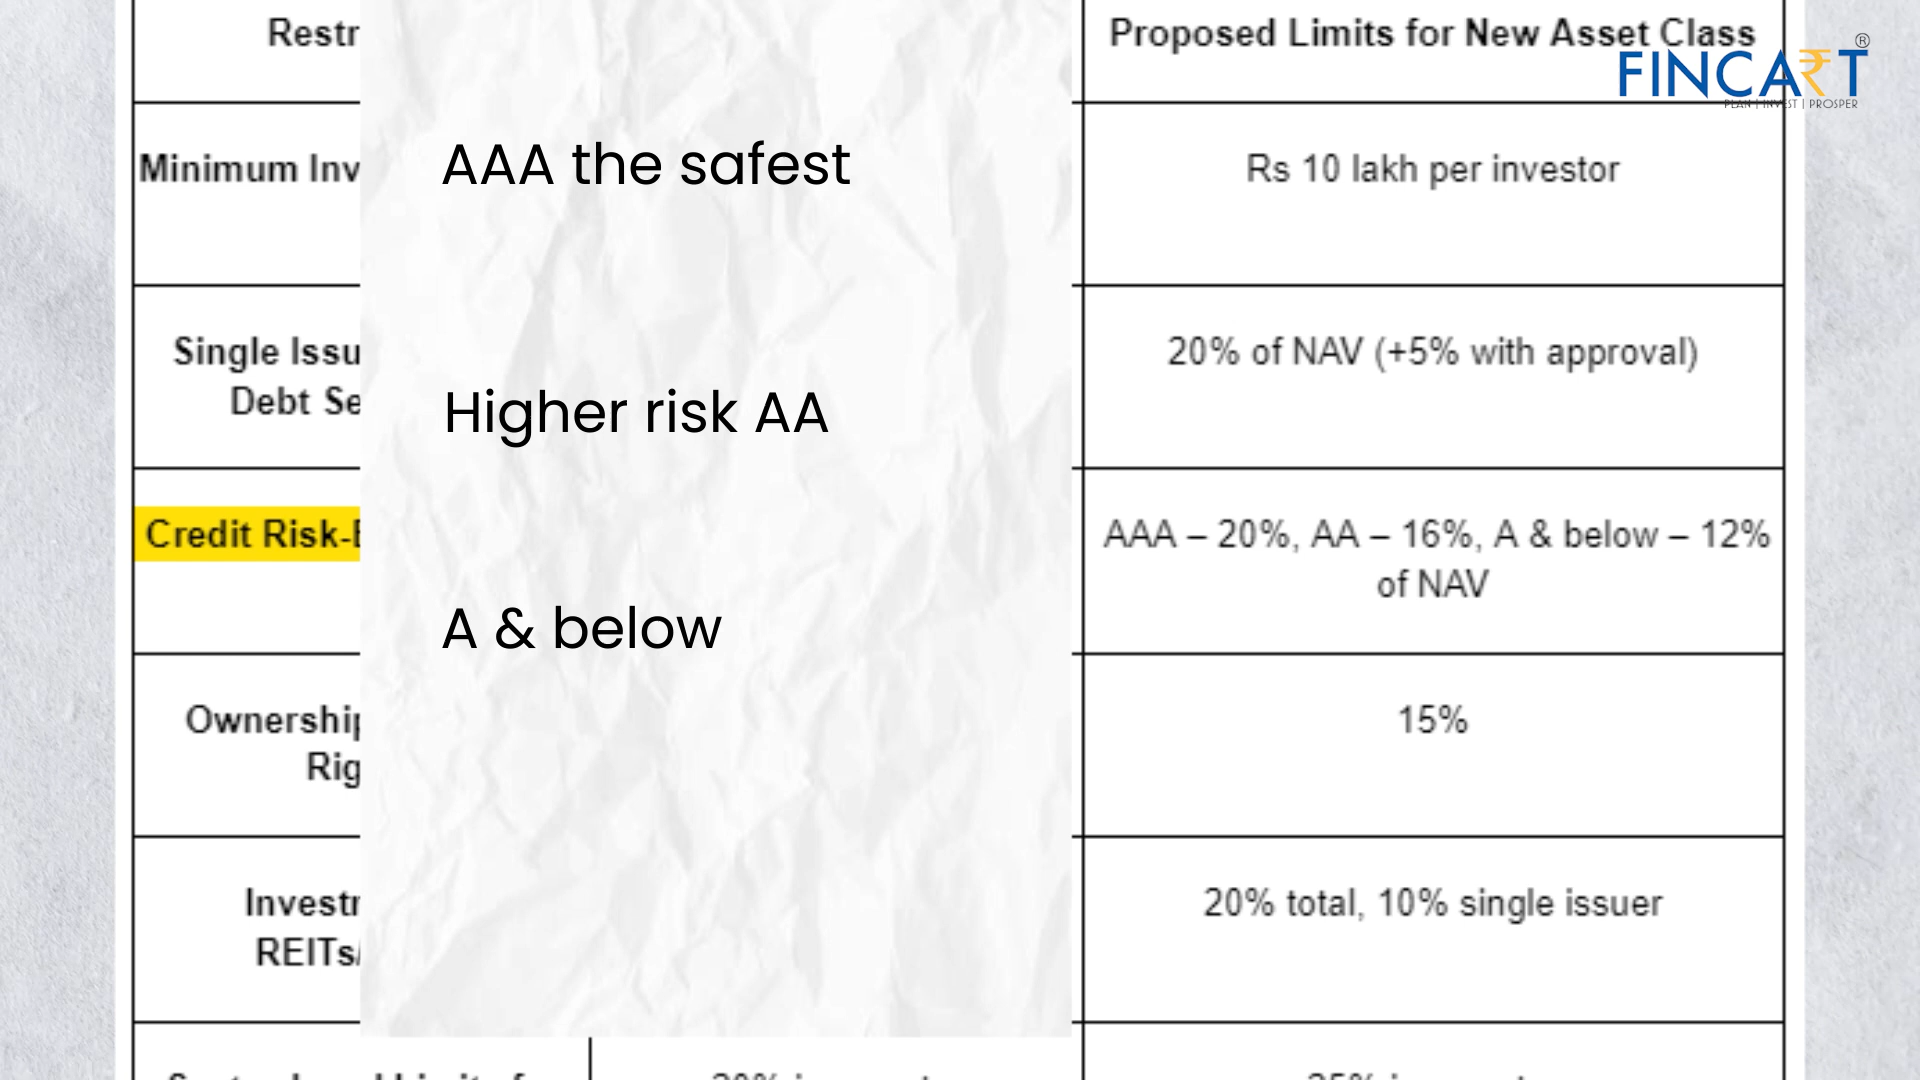 Restr
Proposed Limits for New Asset Class
FINCART®
PLAN | INVEST | PROSPER
Minimum Inv
AAA the safest
Rs 10 lakh per investor
Single Issu
Debt Se
Higher risk AA
20% of NAV (+5% with approval)
Credit Risk-
A & below
AAA – 20%, AA – 16%, A & below – 12%
of NAV
Ownership
Rig
15%
Investr
REITs/
20% total, 10% single issuer